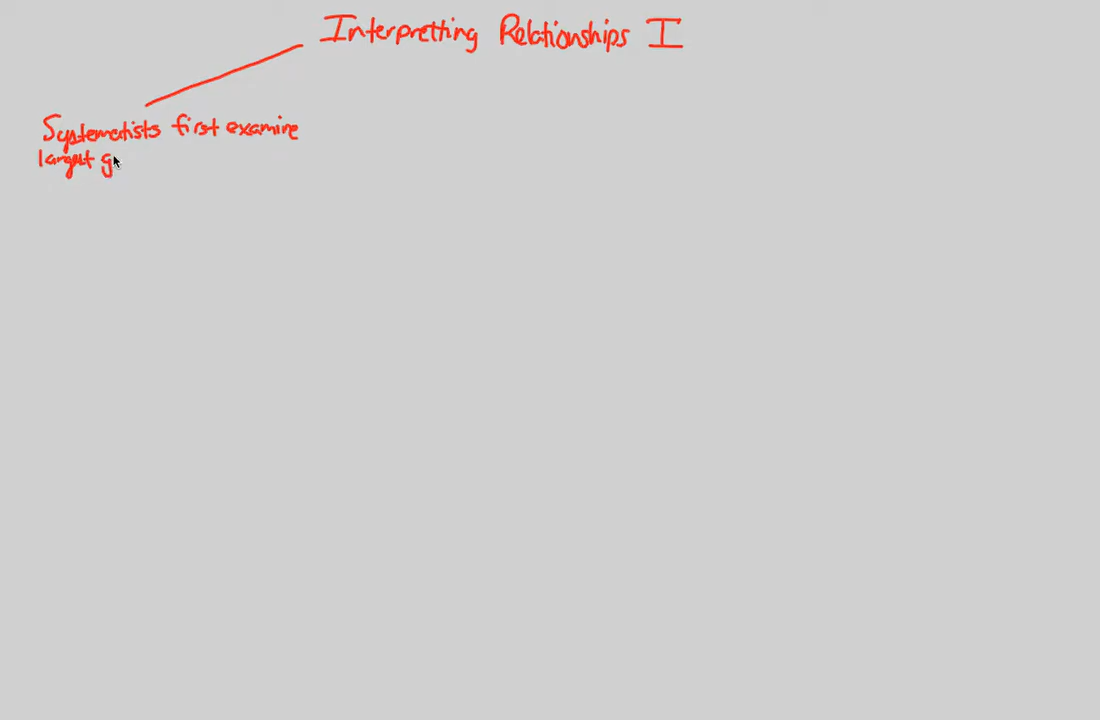 Interpretting Relationships I
Systematists first examine
largest g